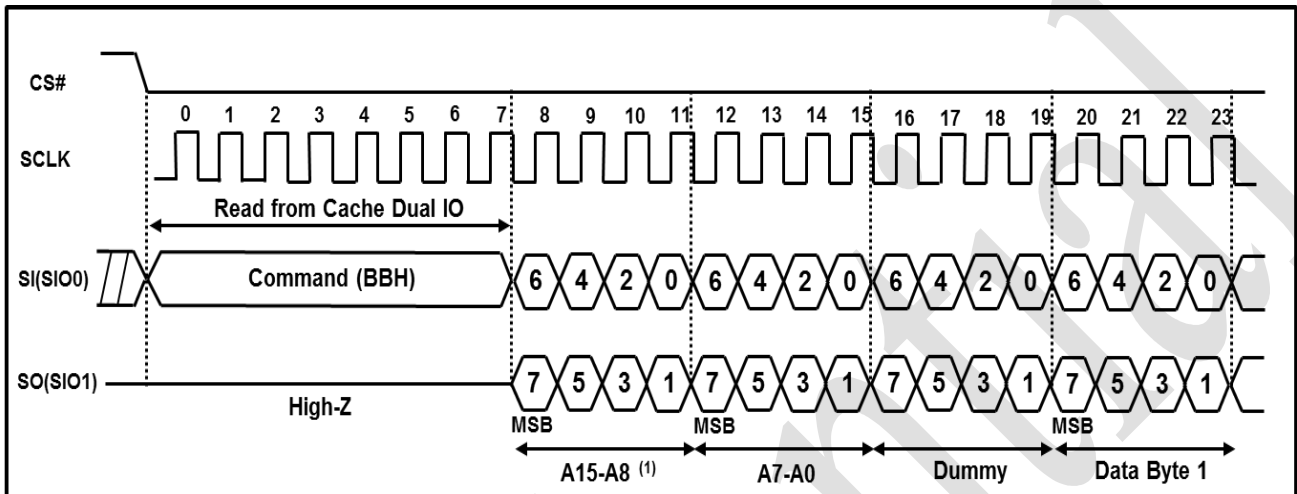 CS#
0 1 2 3 4 5 6 7 8 9 10 11 12 13 14 15 16 17 18 19 20 21 22 23
SCLK
Read from Cache Dual IO
SI(SIO0) Command (BBH) 6 4 2 0 6 4 2 0 6 4 2 0 6 4 2 0
SO(SIO1) 7 5 3 1 7 5 3 1 7 5 3 1 7 5 3 1
High-Z
MSB MSB MSB
A15-A8 (1) A7-A0 Dummy Data Byte 1